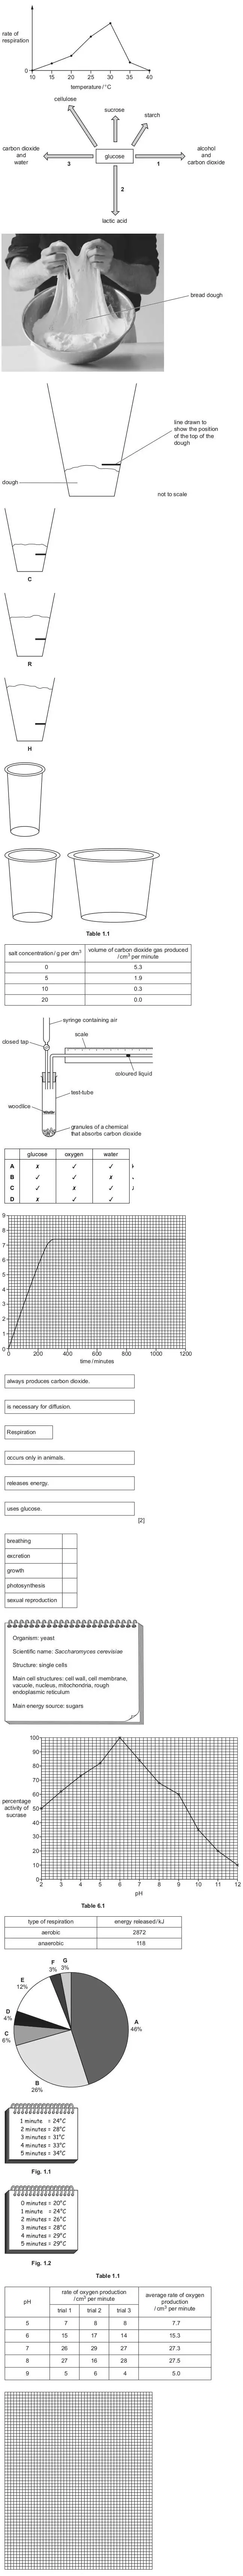 rate of
respiration
0
10 15 20 25 30 35 40
temperature / °C
cellulose
sucrose
starch
carbon dioxide
and
water
glucose
alcohol
and
carbon dioxide
3
1
2
lactic acid
bread dough
line drawn to
show the position
of the top of the
dough
dough
not to scale
C
R
H
Table 1.1
salt concentration / g per dm³ volume of carbon dioxide gas produced
/ cm³ per minute
0 5.3
5 1.9
10 0.3
20 0.0
syringe containing air
scale
closed tap
coloured liquid
test-tube
woodlice
granules of a chemical
that absorbs carbon dioxide
glucose oxygen water
A ✗ ✓ ✓
B ✓ ✓ ✗
C ✓ ✗ ✓
D ✗ ✓ ✓
9
8
7
6
5
4
3
2
1
0
0 200 400 600 800 1000 1200
time / minutes
always produces carbon dioxide.
is necessary for diffusion.
Respiration
occurs only in animals.
releases energy.
uses glucose.
[2]
breathing
excretion
growth
photosynthesis
sexual reproduction
Organism: yeast
Scientific name: Saccharomyces cerevisiae
Structure: single cells
Main cell structures: cell wall, cell membrane,
vacuole, nucleus, mitochondria, rough
endoplasmic reticulum
Main energy source: sugars
100
90
80
70
60
50
40
30
20
10
0
percentage
activity of
sucrase
2 3 4 5 6 7 8 9 10 11 12
pH
Table 6.1
type of respiration energy released / kJ
aerobic 2872
anaerobic 118
F
3%
G
3%
E
12%
D
4%
C
6%
B
26%
A
46%
1 minute = 24°C
2 minutes = 28°C
3 minutes = 31°C
4 minutes = 33°C
5 minutes = 34°C
Fig. 1.1
0 minutes = 20°C
1 minute = 24°C
2 minutes = 26°C
3 minutes = 28°C
4 minutes = 29°C
5 minutes = 29°C
Fig. 1.2
Table 1.1
pH rate of oxygen production
/ cm³ per minute average rate of oxygen
production
/ cm³ per minute
trial 1 trial 2 trial 3
5 7 8 8 7.7
6 15 17 14 15.3
7 26 29 27 27.3
8 27 16 28 27.5
9 5 6 4 5.0